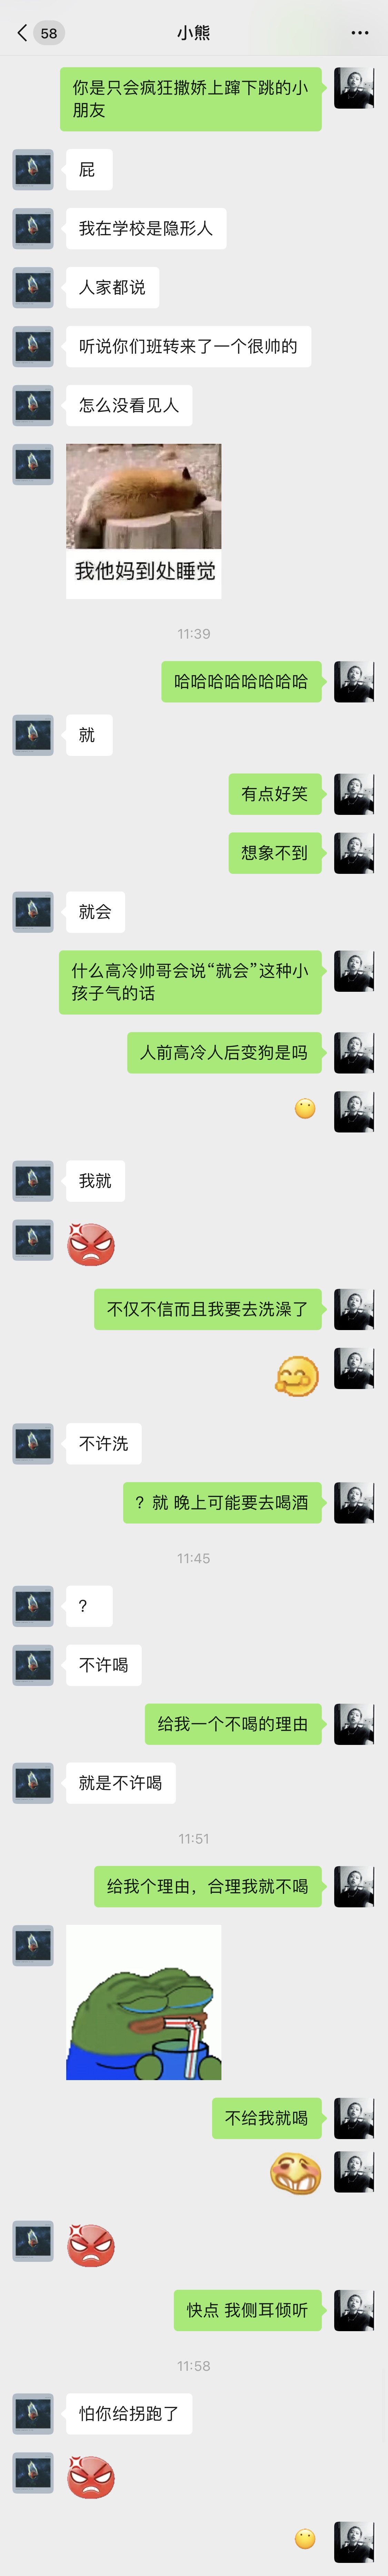 58
小熊
你是只会疯狂撒娇上蹿下跳的小
朋友
屁
我在学校是隐形人
人家都说
听说你们班转来了一个很帅的
怎么没看见人
我他妈到处睡觉
11:39
哈哈哈哈哈哈哈哈
就
有点好笑
想象不到
就会
什么高冷帅哥会说“就会”这种小
孩子气的话
人前高冷人后变狗是吗
我就
不仅不信而且我要去洗澡了
不许洗
？就 晚上可能要去喝酒
11:45
？
不许喝
给我一个不喝的理由
就是不许喝
11:51
给我个理由，合理我就不喝
不给我就喝
快点 我侧耳倾听
11:58
怕你给拐跑了